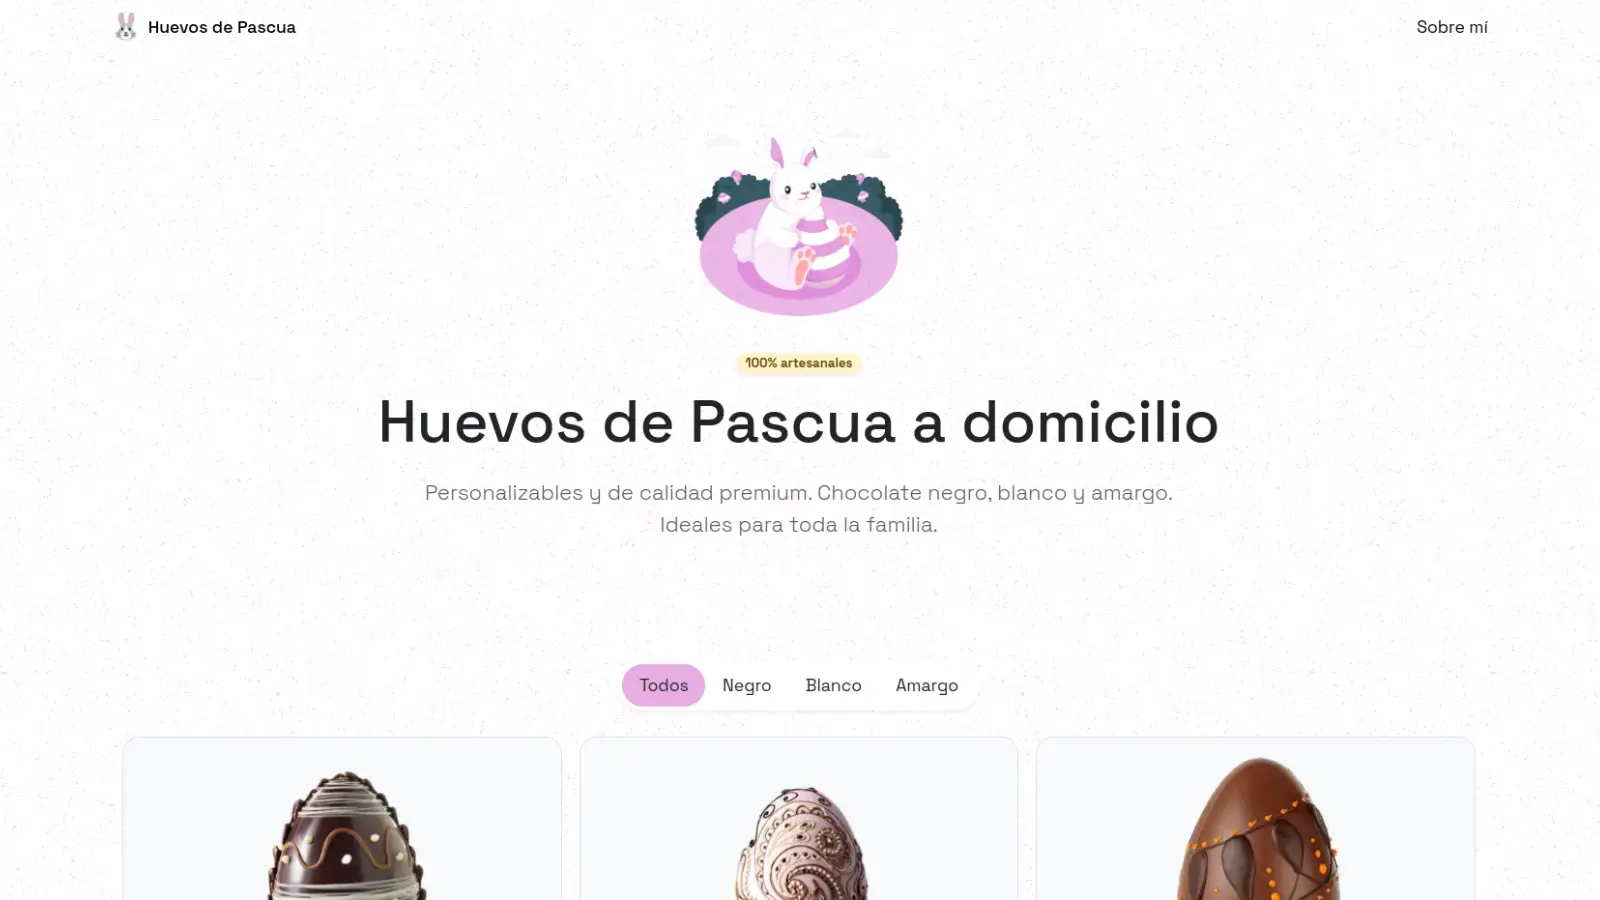 Huevos de Pascua
Sobre mí
100% artesanales
Huevos de Pascua a domicilio
Personalizables y de calidad premium. Chocolate negro, blanco y amargo.
Ideales para toda la familia.
Todos
Negro
Blanco
Amargo